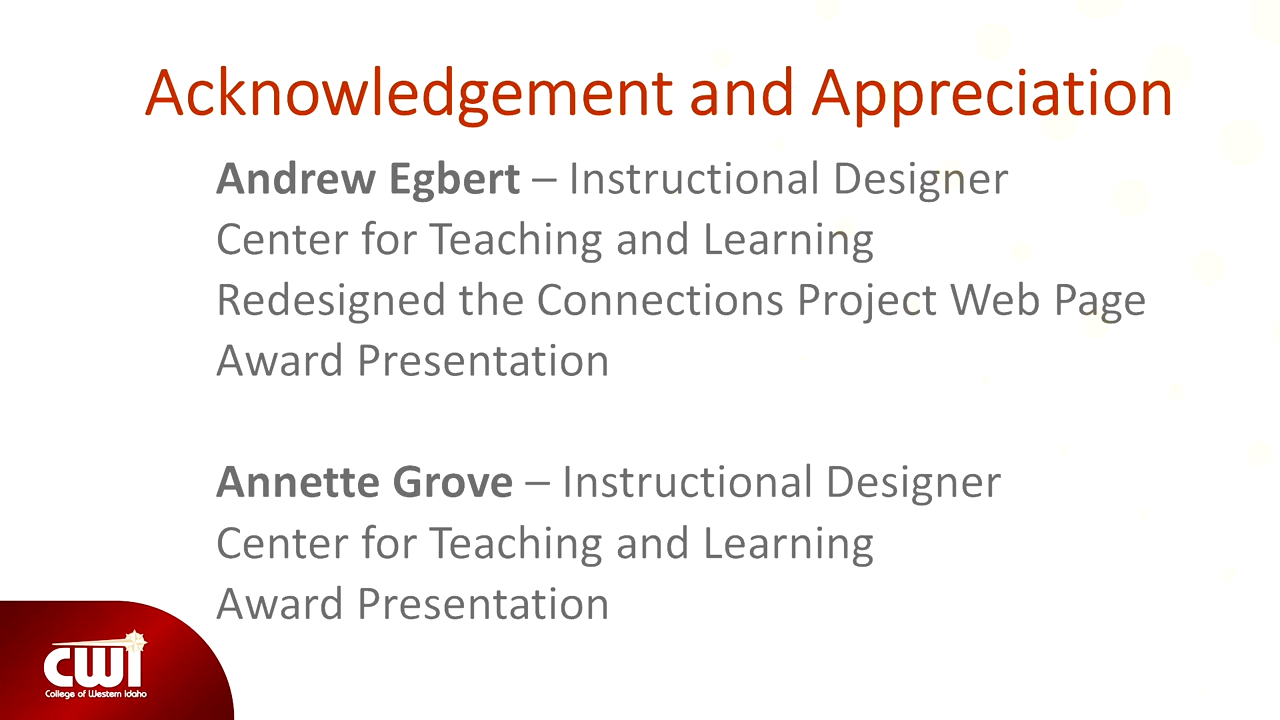 Acknowledgement and Appreciation
Andrew Egbert – Instructional Designer
Center for Teaching and Learning
Redesigned the Connections Project Web Page
Award Presentation
Annette Grove – Instructional Designer
Center for Teaching and Learning
Award Presentation
CWI
College of Western Idaho